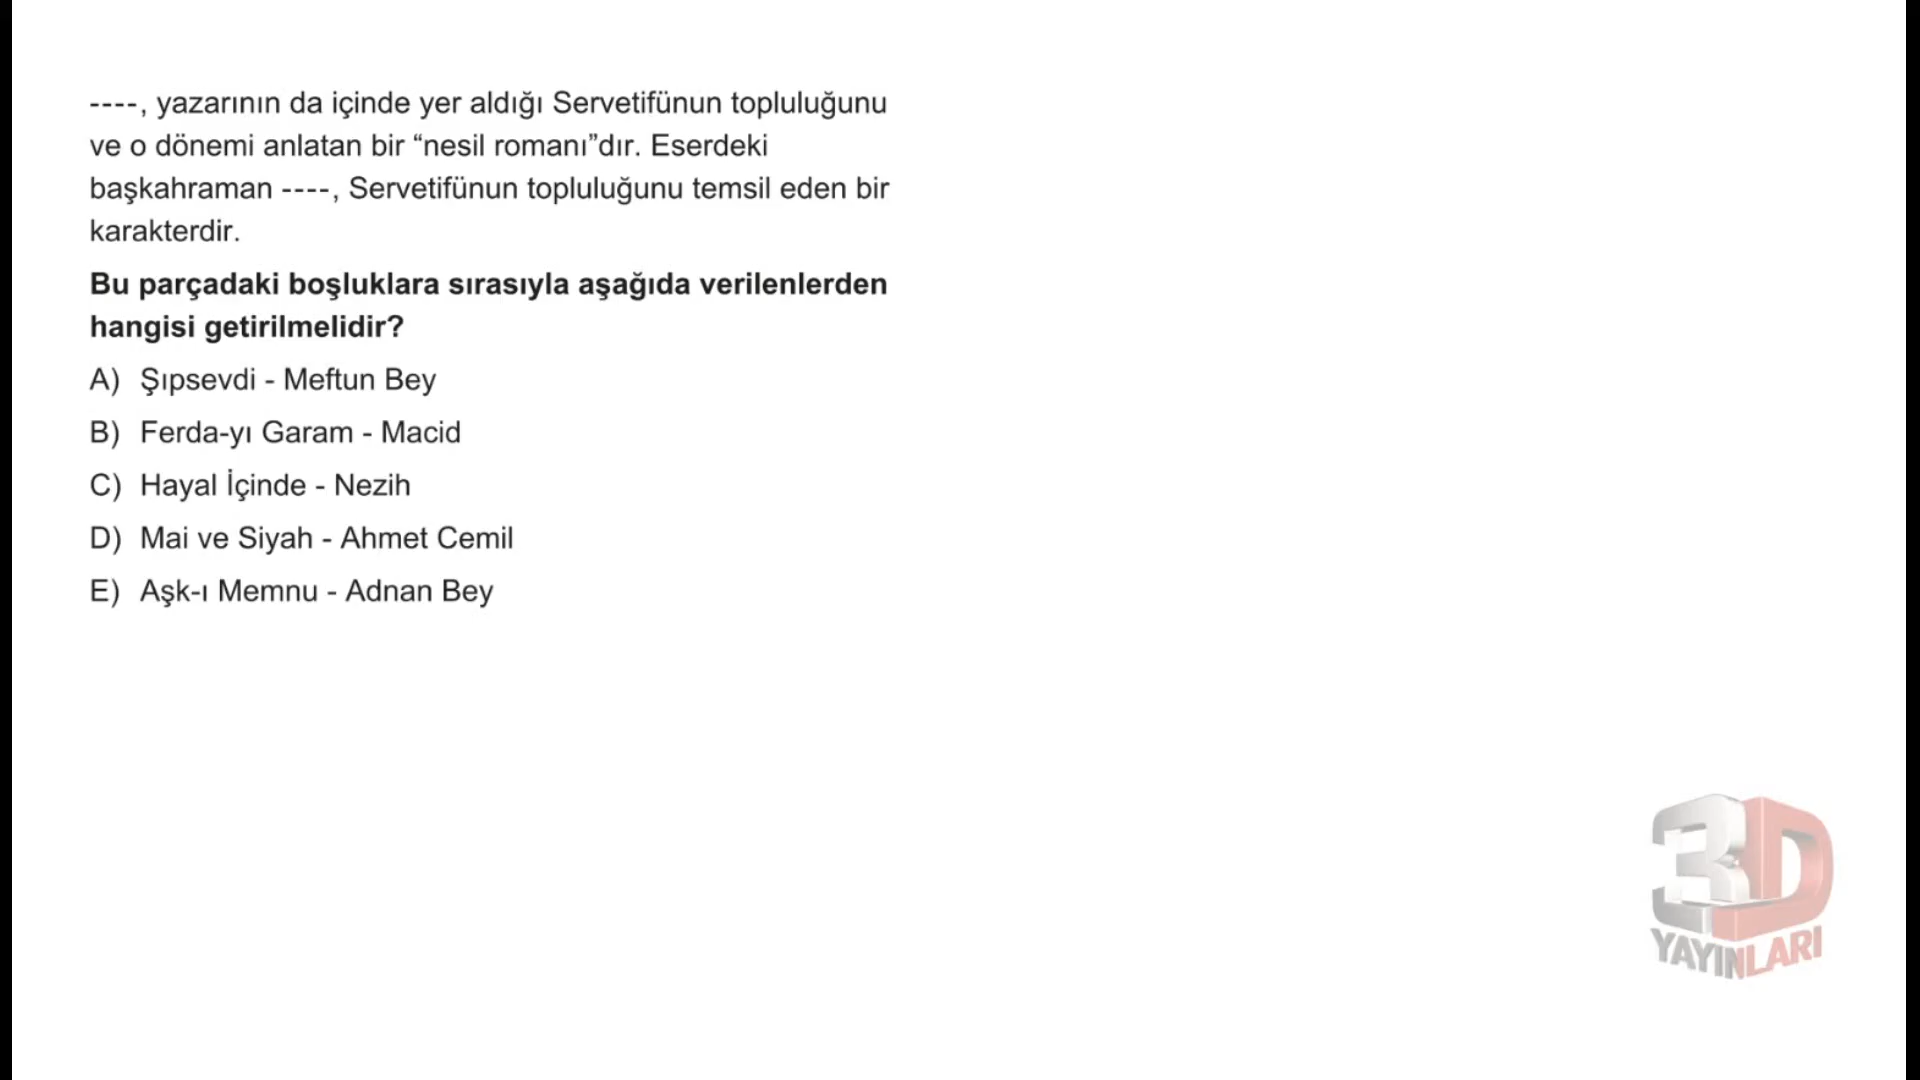 ----, yazarının da içinde yer aldığı Servetifünun topluluğunu
ve o dönemi anlatan bir “nesil romanı”dır. Eserdeki
başkahraman ----, Servetifünun topluluğunu temsil eden bir
karakterdir.
Bu parçadaki boşluklara sırasıyla aşağıda verilenlerden
hangisi getirilmelidir?
A) Şıpsevdi - Meftun Bey
B) Ferda-yı Garam - Macid
C) Hayal İçinde - Nezih
D) Mai ve Siyah - Ahmet Cemil
E) Aşk-ı Memnu - Adnan Bey
3D
YAYINLARI